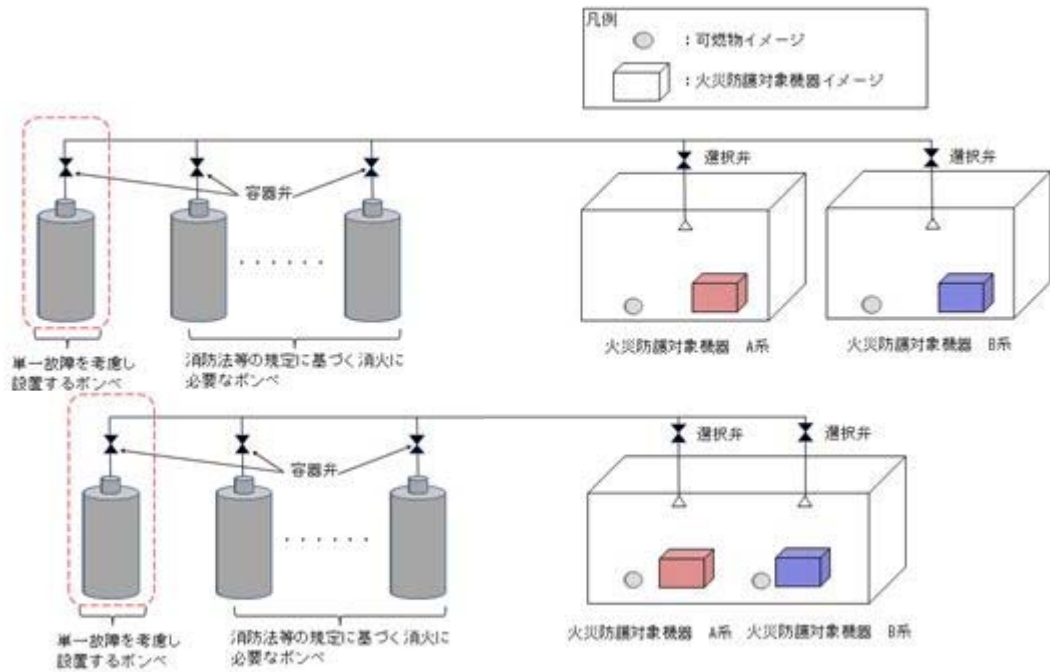 凡例
：可燃物イメージ
：火災防護対象機器イメージ
選択弁
選択弁
容器弁
・・・・・・
火災防護対象機器　A系
火災防護対象機器　B系
単一故障を考慮し
設置するボンベ
消防法等の規定に基づく消火に
必要なボンベ
選択弁
選択弁
容器弁
・・・・・・
火災防護対象機器　A系
火災防護対象機器　B系
単一故障を考慮し
設置するボンベ
消防法等の規定に基づく消火に
必要なボンベ